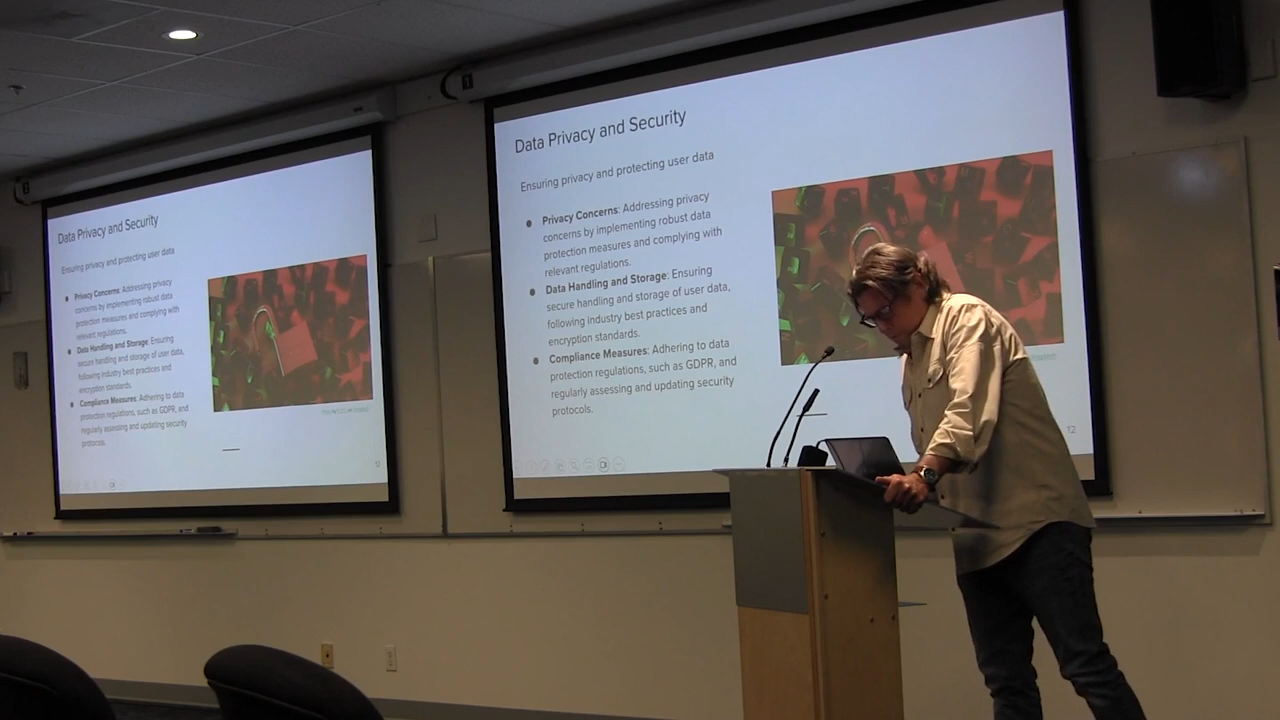 Data Privacy and Security
Ensuring privacy and protecting user data
Privacy Concerns: Addressing privacy
concerns by implementing robust data
protection measures and complying with
relevant regulations.
Data Handling and Storage: Ensuring
secure handling and storage of user data,
following industry best practices and
encryption standards.
Compliance Measures: Adhering to data
protection regulations, such as GDPR, and
regularly assessing and updating security
protocols.
12
Data Privacy and Security
Ensuring privacy and protecting user data
Privacy Concerns: Addressing privacy
concerns by implementing robust data
protection measures and complying with
relevant regulations.
Data Handling and Storage: Ensuring
secure handling and storage of user data,
following industry best practices and
encryption standards.
Compliance Measures: Adhering to data
protection regulations, such as GDPR, and
regularly assessing and updating security
protocols.
12